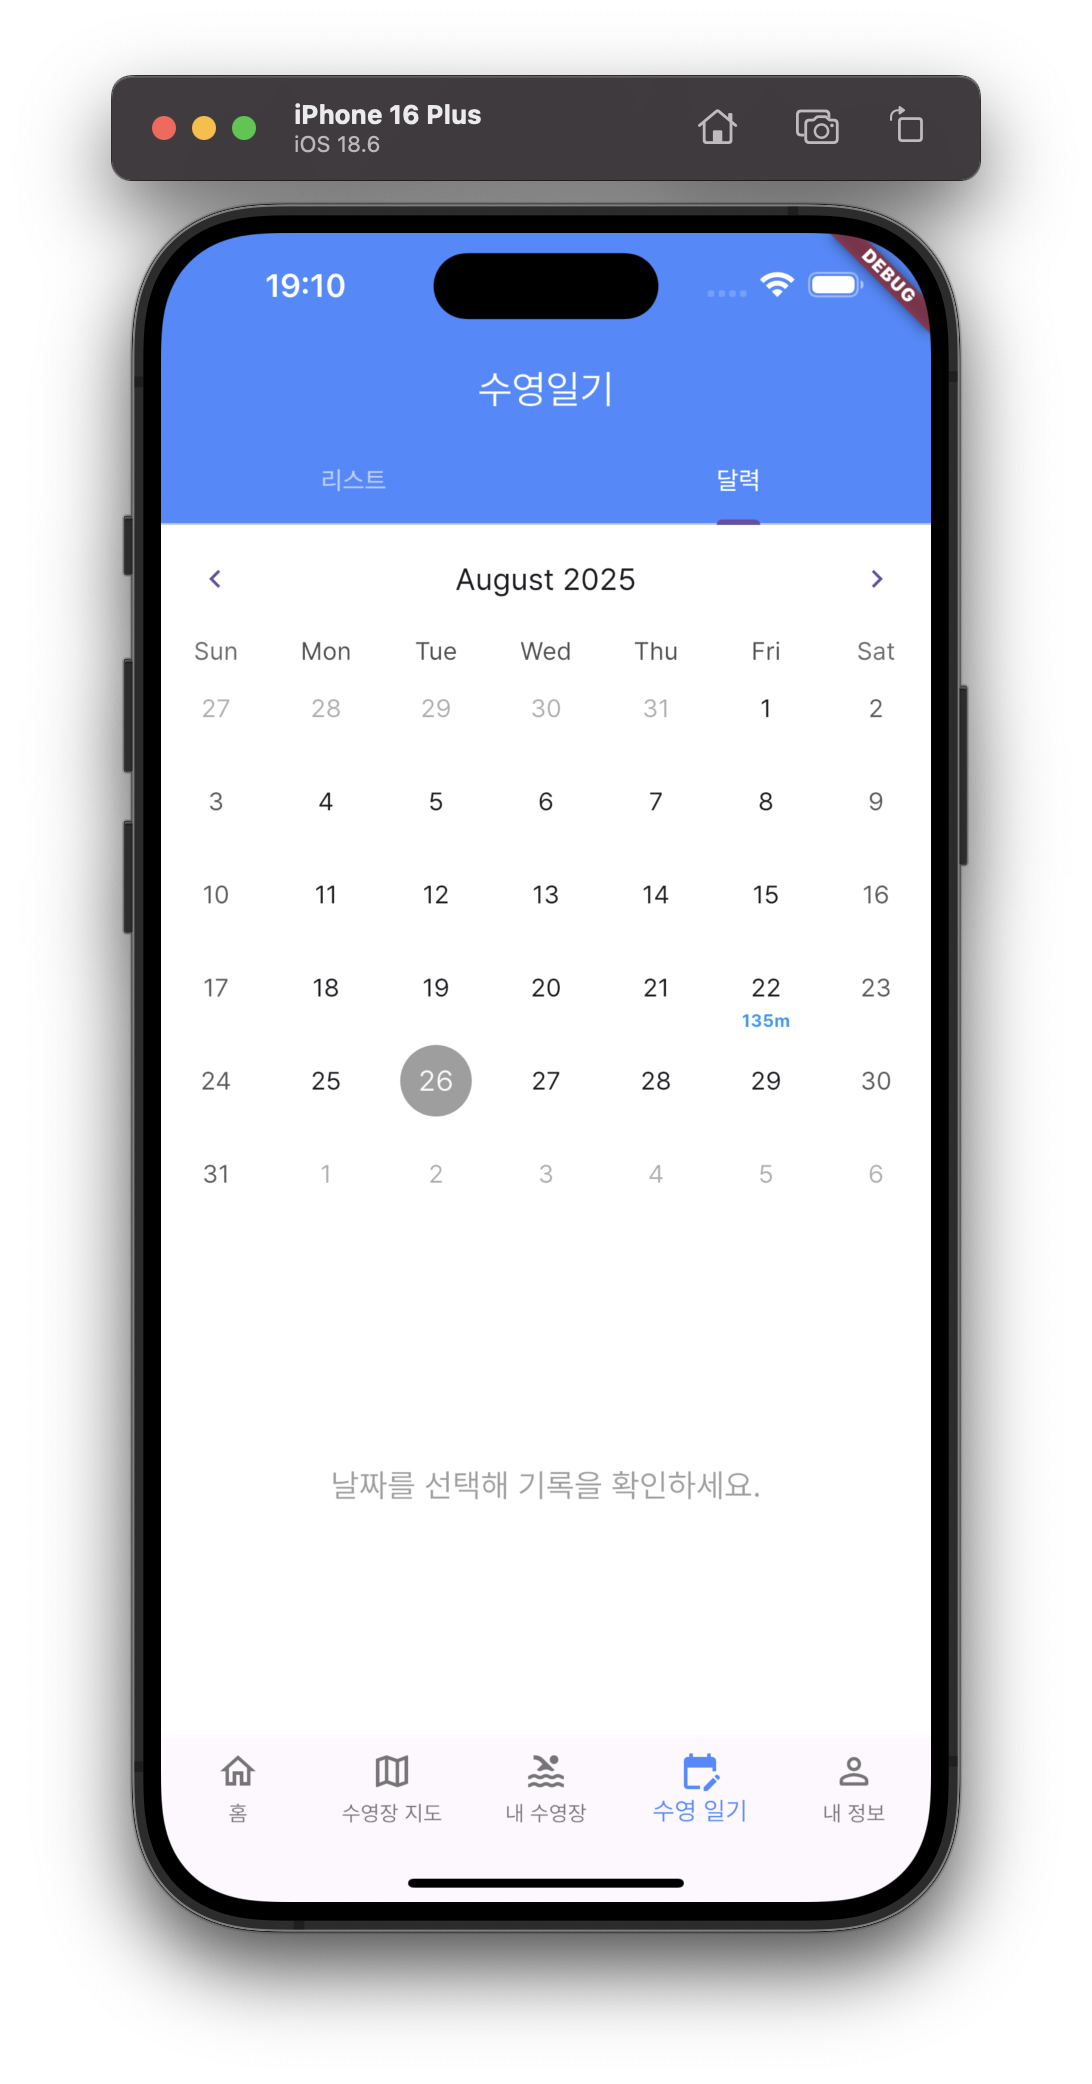 iPhone 16 Plus
iOS 18.6
19:10
DEBUG
수영일기
리스트 달력
August 2025
Sun Mon Tue Wed Thu Fri Sat
27 28 29 30 31 1 2
3 4 5 6 7 8 9
10 11 12 13 14 15 16
17 18 19 20 21 22 23
135m
24 25 26 27 28 29 30
31 1 2 3 4 5 6
날짜를 선택해 기록을 확인하세요.
홈 수영장 지도 내 수영장 수영 일기 내 정보